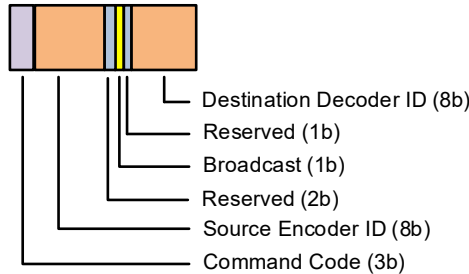 Destination Decoder ID (8b)
Reserved (1b)
Broadcast (1b)
Reserved (2b)
Source Encoder ID (8b)
Command Code (3b)